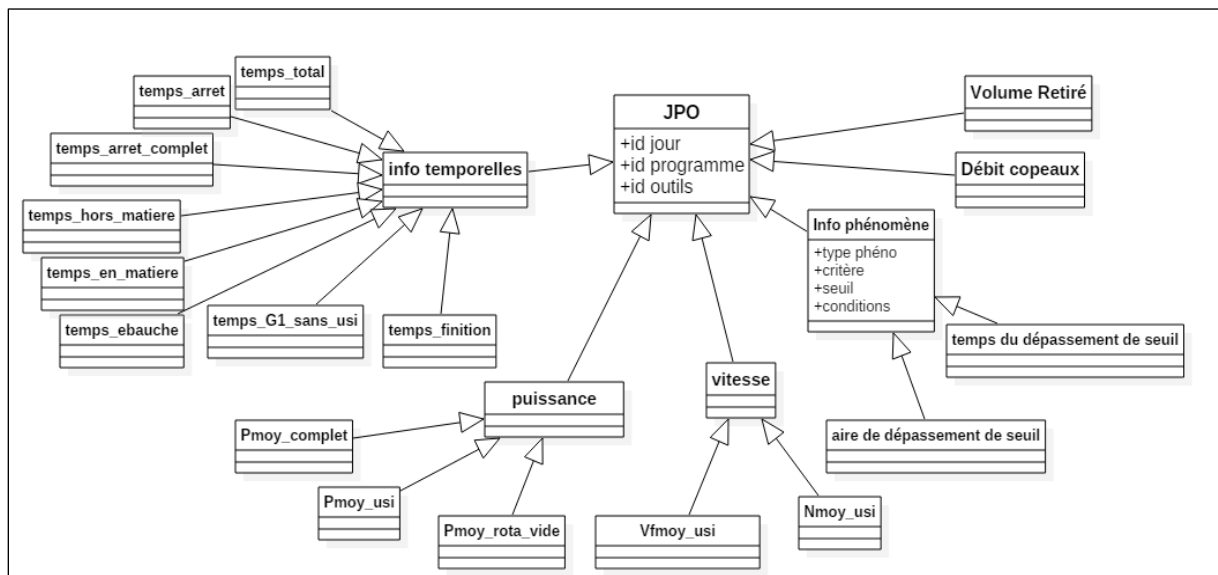 temps_total
temps_arret
temps_arret_complet
temps_hors_matiere
temps_en_matiere
temps_ebauche
temps_G1_sans_usi
temps_finition
info temporelles
JPO
+id jour
+id programme
+id outils
Volume Retiré
Débit copeaux
Info phénomène
+type phéno
+critère
+seuil
+conditions
temps du dépassement de seuil
aire de dépassement de seuil
puissance
Pmoy_complet
Pmoy_usi
Pmoy_rota_vide
vitesse
Vfmoy_usi
Nmoy_usi